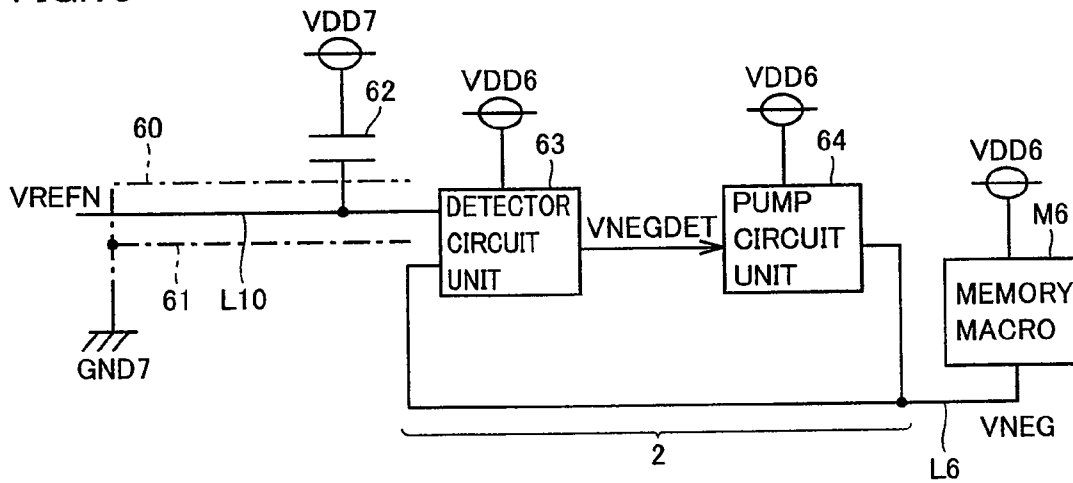 VDD7
62
VDD6
63
VDD6
64
VDD6
M6
60
VREFN
61
L10
GND7
DETECTOR
CIRCUIT
UNIT
VNEGDET
PUMP
CIRCUIT
UNIT
MEMORY
MACRO
2
L6
VNEG